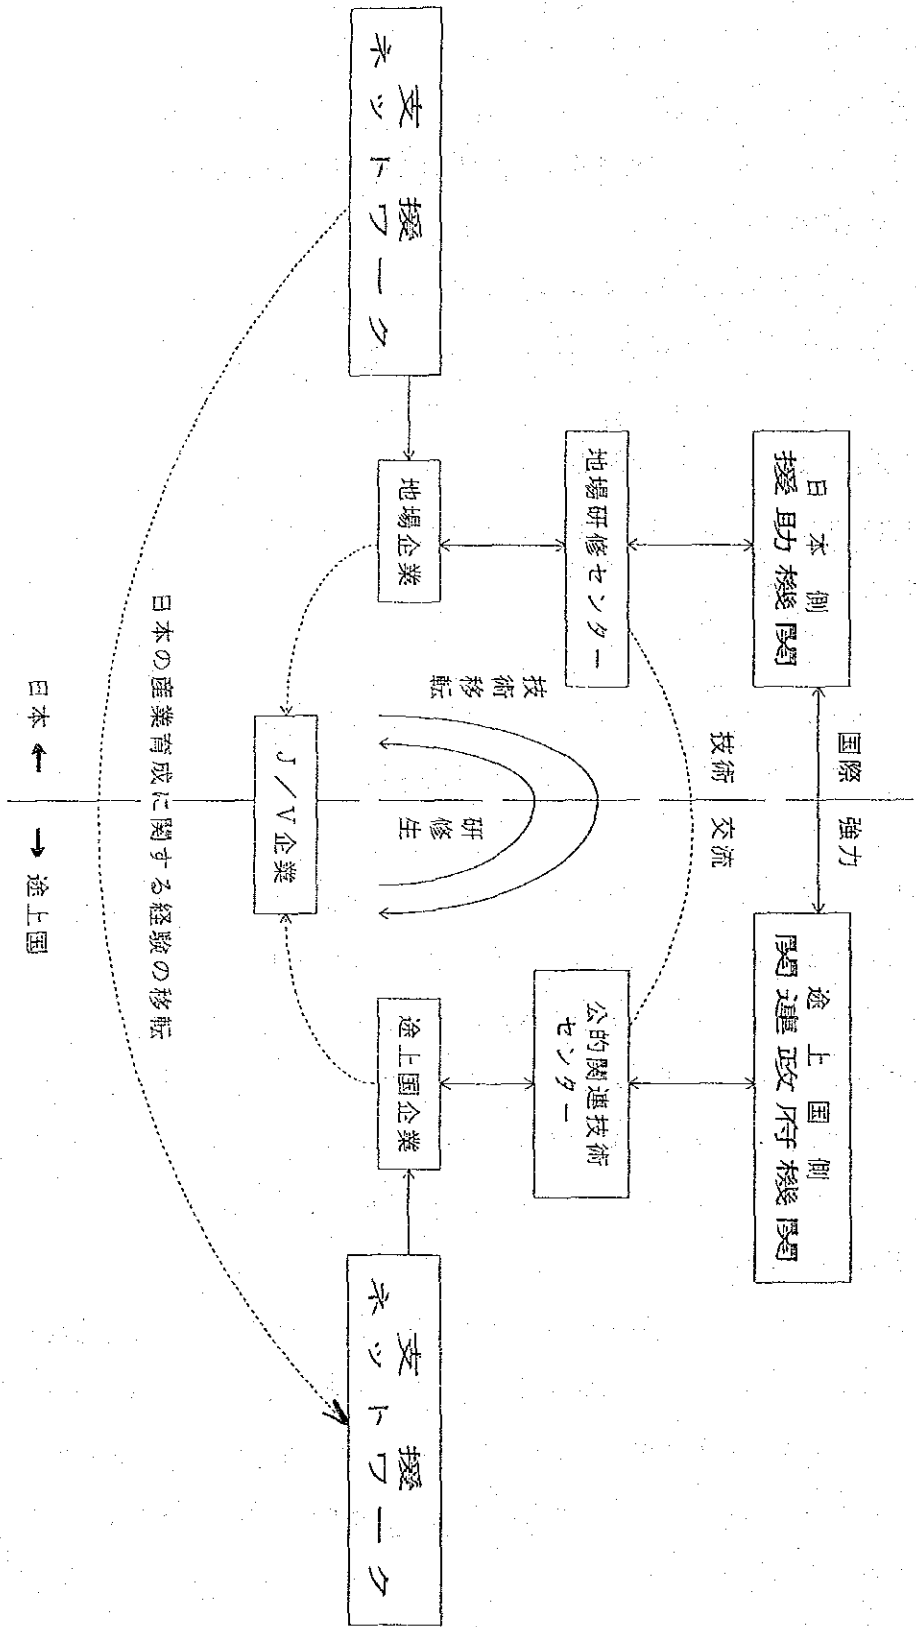 日本側
援助機関
国際
強力
途上国側
関連政府機関
技術
交流
地場研修センター
公的関連技術
センター
技術移転
研修生
支援
ネットワーク
地場企業
途上国企業
支援
ネットワーク
J／V企業
日本の産業育成に関する経験の移転
日本 ← → 途上国